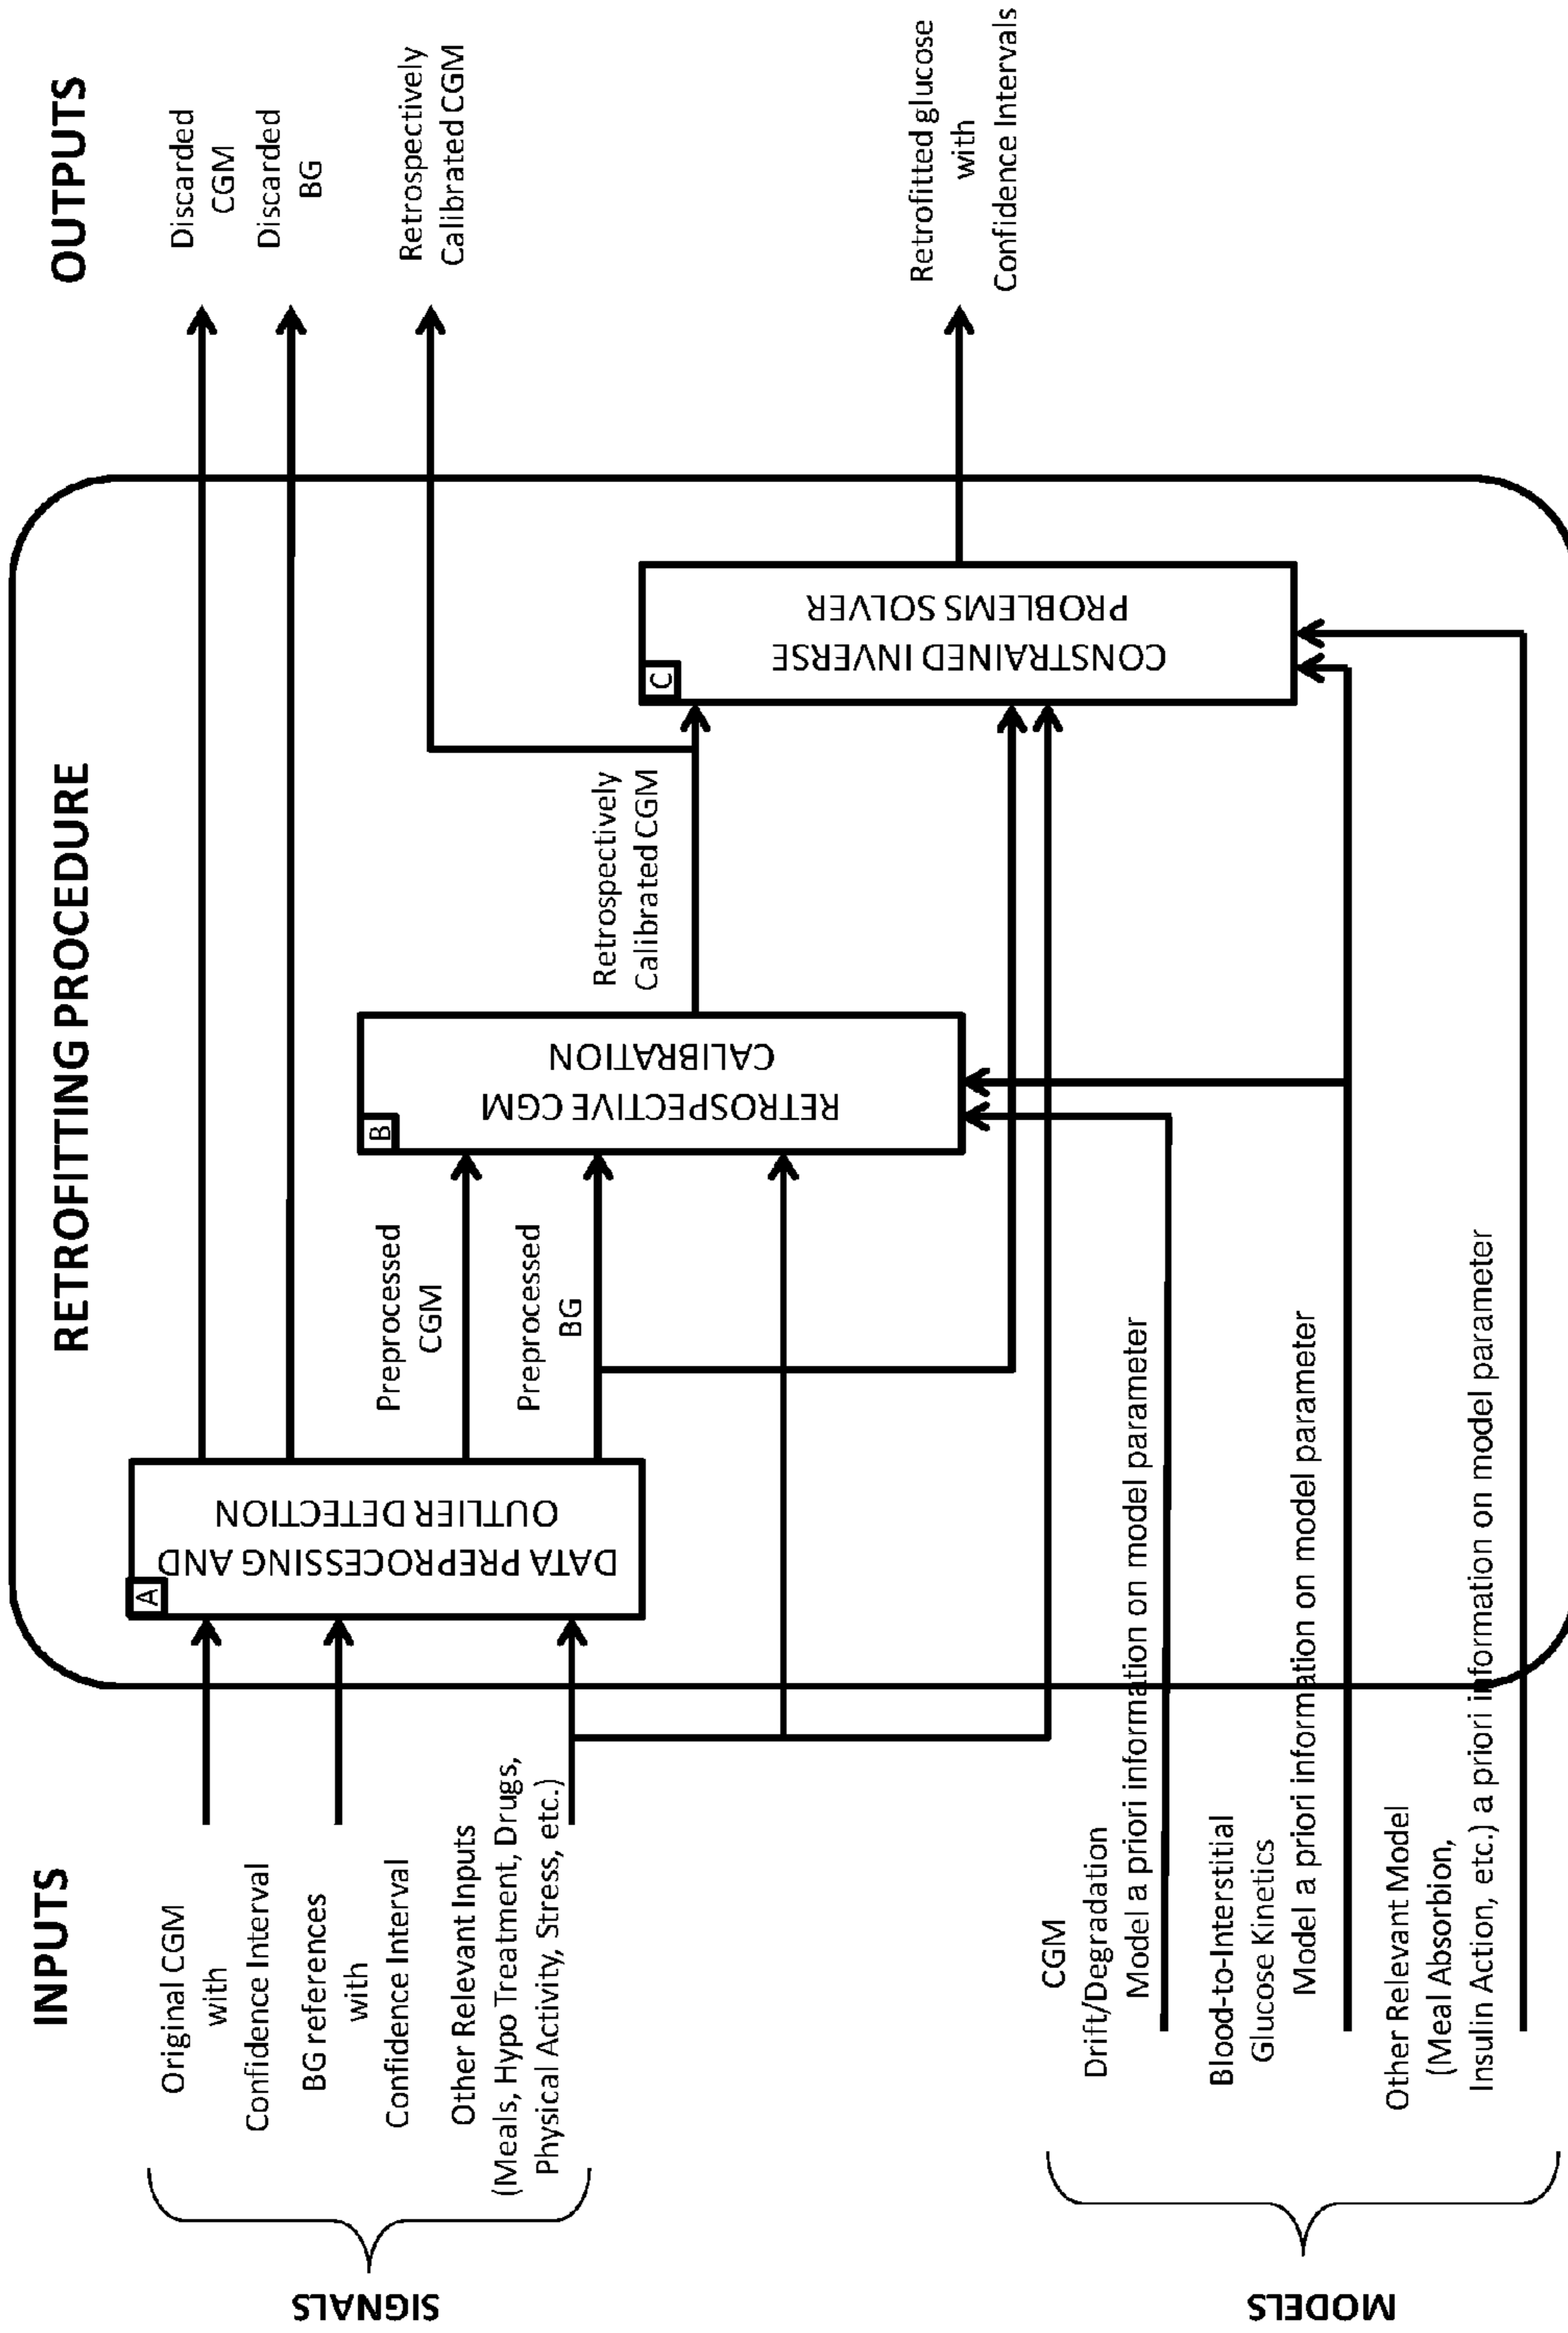 INPUTS
RETROFITTING PROCEDURE
OUTPUTS
SIGNALS
Original CGM
with
Confidence Interval
BG references
with
Confidence Interval
Other Relevant Inputs
(Meals, Hypo Treatment, Drugs,
Physical Activity, Stress, etc.)
MODELS
CGM
Drift/Degradation
Model a priori information on model parameter
Blood-to-Interstitial
Glucose Kinetics
Model a priori information on model parameter
Other Relevant Model
(Meal Absorbion,
Insulin Action, etc.) a priori information on model parameter
A
DATA PREPROCESSING AND
OUTLIER DETECTION
Preprocessed
CGM
Preprocessed
BG
B
RETROSPECTIVE CGM
CALIBRATION
Retrospectively
Calibrated CGM
C
CONSTRAINED INVERSE
PROBLEMS SOLVER
Discarded
CGM
Discarded
BG
Retrospectively
Calibrated CGM
Retrofitted glucose
with
Confidence Intervals